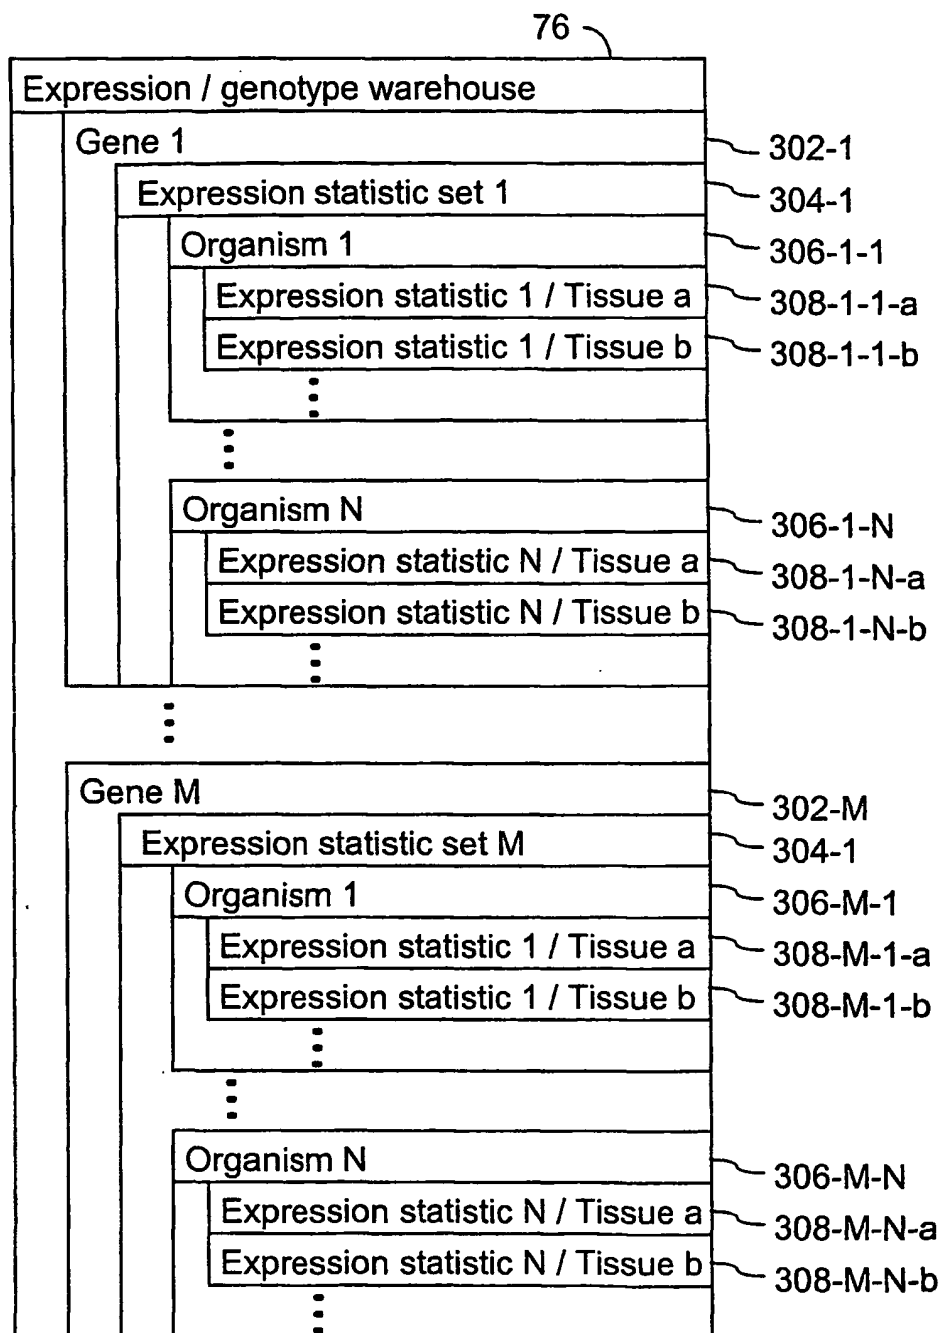 76
Expression / genotype warehouse
Gene 1
302-1
Expression statistic set 1
304-1
Organism 1
306-1-1
Expression statistic 1 / Tissue a
308-1-1-a
Expression statistic 1 / Tissue b
308-1-1-b
Organism N
306-1-N
Expression statistic N / Tissue a
308-1-N-a
Expression statistic N / Tissue b
308-1-N-b
Gene M
302-M
Expression statistic set M
304-1
Organism 1
306-M-1
Expression statistic 1 / Tissue a
308-M-1-a
Expression statistic 1 / Tissue b
308-M-1-b
Organism N
306-M-N
Expression statistic N / Tissue a
308-M-N-a
Expression statistic N / Tissue b
308-M-N-b